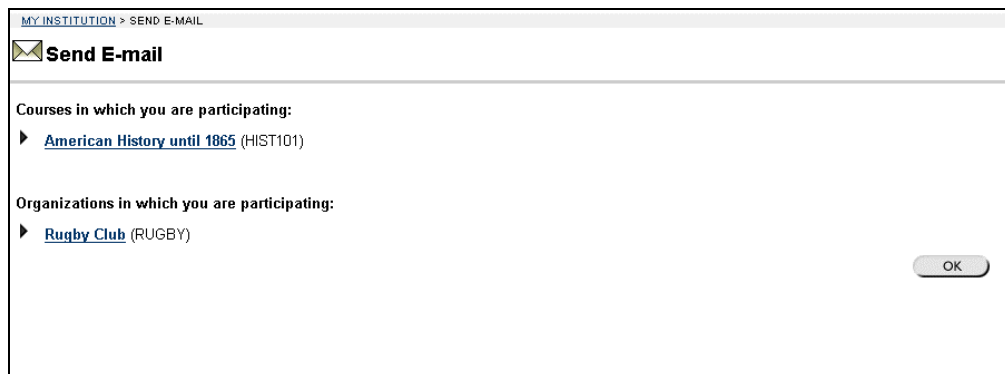 MY INSTITUTION > SEND E-MAIL
Send E-mail
Courses in which you are participating:
American History until 1865 (HIST101)
Organizations in which you are participating:
Rugby Club (RUGBY)
OK